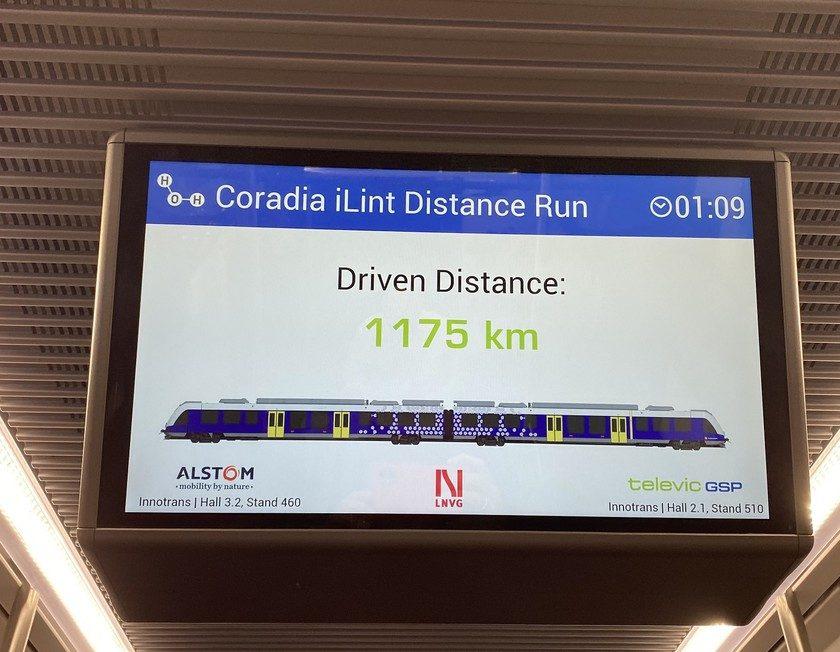 H O H Coradia iLint Distance Run 01:09
Driven Distance:
1175 km
ALSTOM
• mobility by nature •
Innotrans | Hall 3.2, Stand 460
LNVG
televic GSP
Innotrans | Hall 2.1, Stand 510